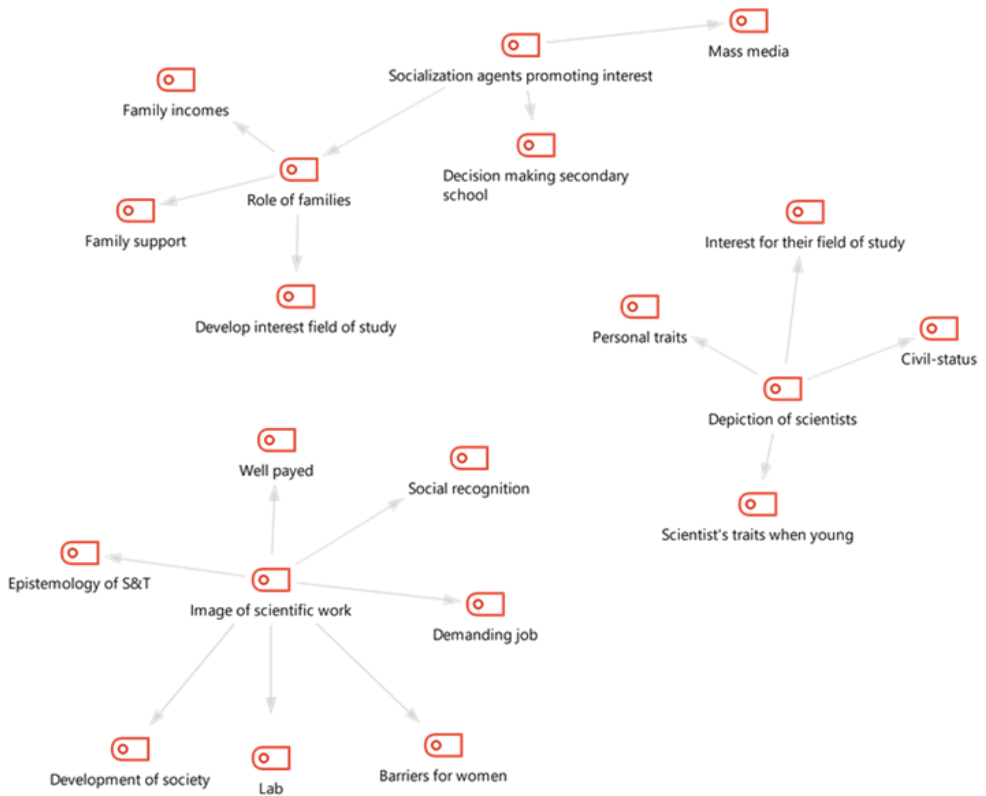 Mass media
Socialization agents promoting interest
Family incomes
Decision making secondary
school
Role of families
Family support
Interest for their field of study
Develop interest field of study
Personal traits
Civil-status
Depiction of scientists
Well payed
Social recognition
Scientist's traits when young
Epistemology of S&T
Image of scientific work
Demanding job
Development of society
Lab
Barriers for women